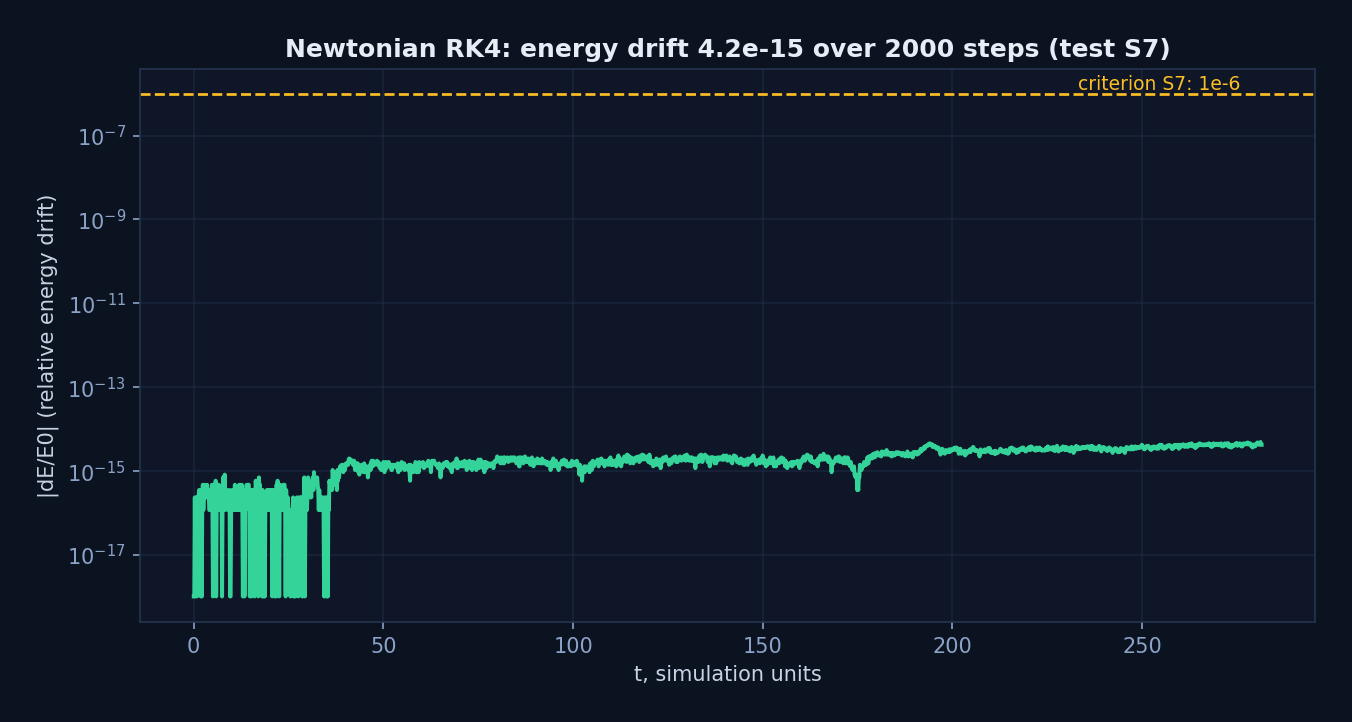 Newtonian RK4: energy drift 4.2e-15 over 2000 steps (test S7)
criterion S7: 1e-6
10⁻⁷
10⁻⁹
10⁻¹¹
10⁻¹³
10⁻¹⁵
10⁻¹⁷
|dE/E0| (relative energy drift)
0 50 100 150 200 250
t, simulation units